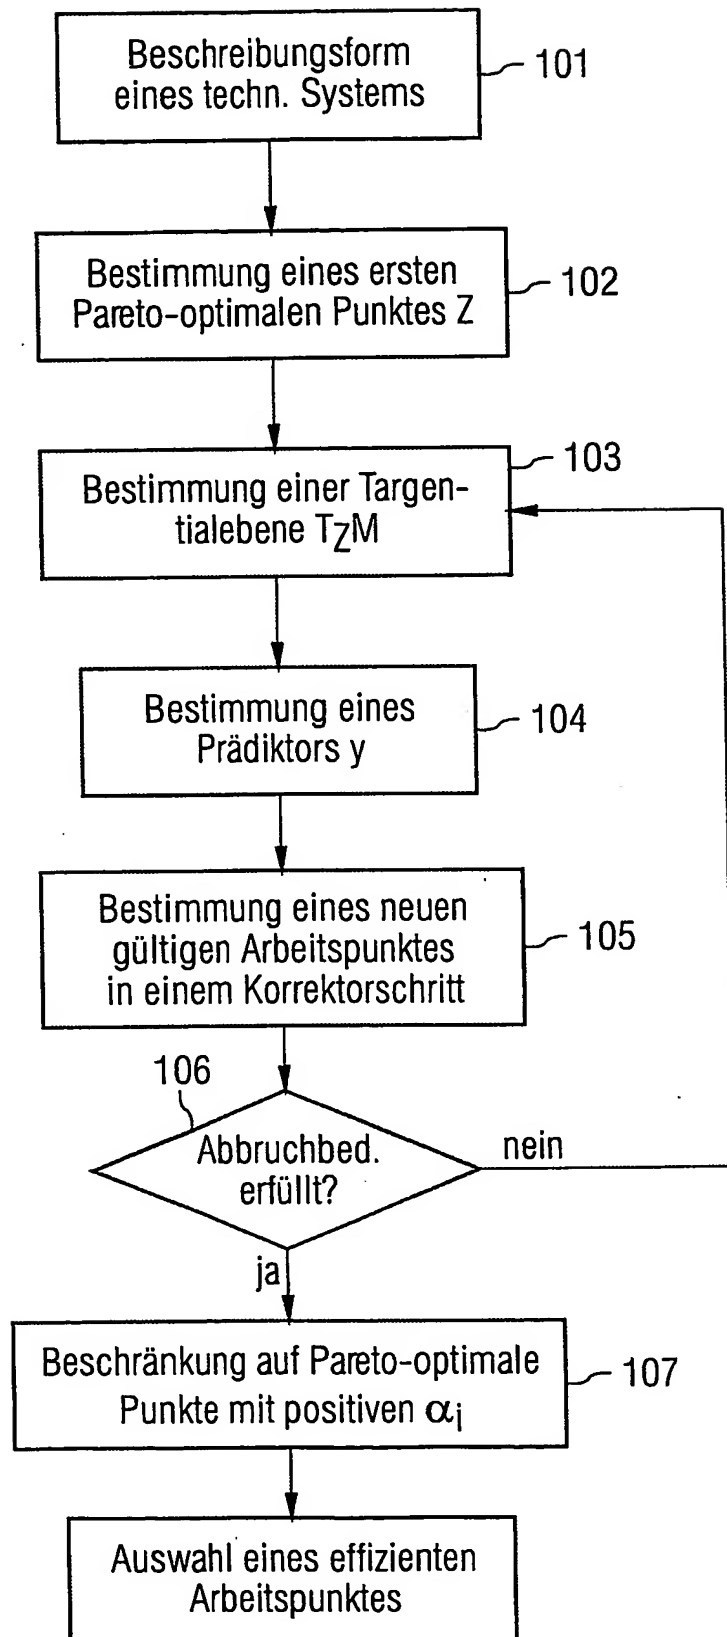 Beschreibungsform
eines techn. Systems
101
Bestimmung eines ersten
Pareto-optimalen Punktes Z
102
103
Bestimmung einer Targen-
tialebene TZM
Bestimmung eines
Prädiktors y
104
Bestimmung eines neuen
gültigen Arbeitspunktes
in einem Korrektorschritt
105
106
Abbruchbed.
erfüllt?
nein
ja
Beschränkung auf Pareto-optimale
Punkte mit positiven αi
107
Auswahl eines effizienten
Arbeitspunktes